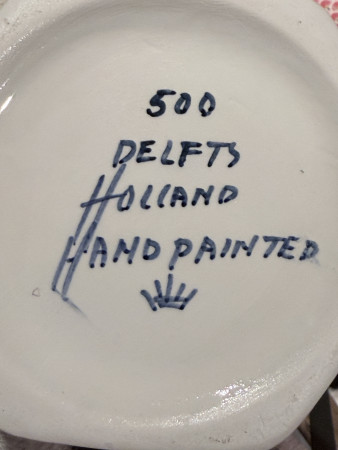 500
DELFTS
HOLLAND
HANDPAINTED